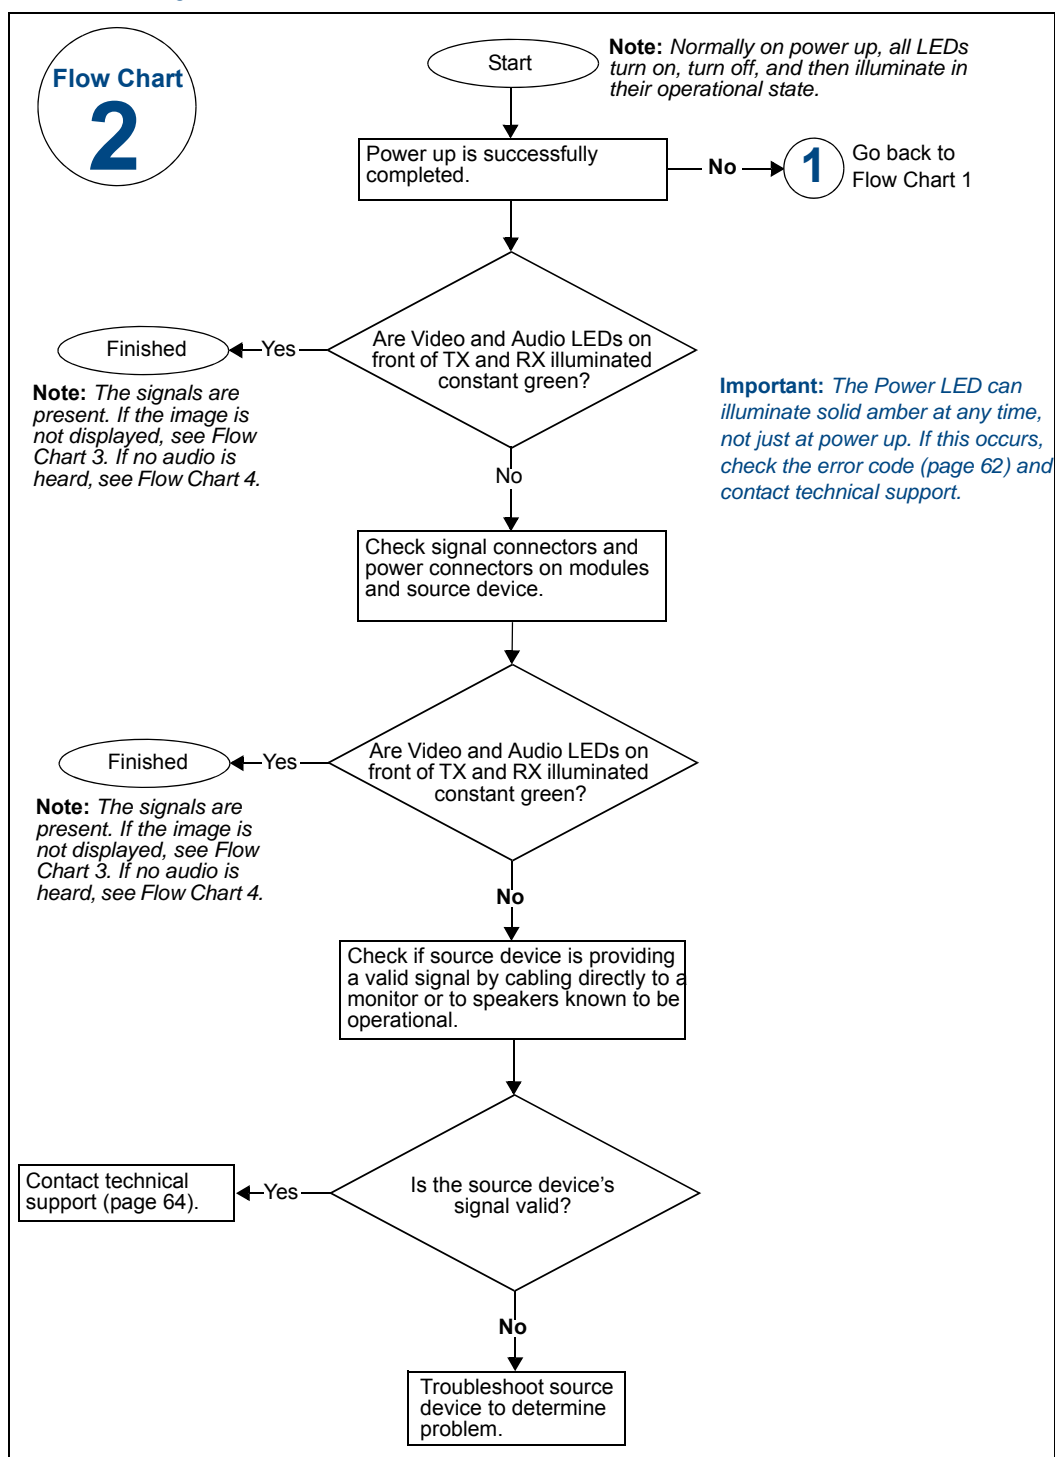 Flow Chart
2
Start
Note: Normally on power up, all LEDs
turn on, turn off, and then illuminate in
their operational state.
Power up is successfully
completed.
No
1
Go back to
Flow Chart 1
Are Video and Audio LEDs on
front of TX and RX illuminated
constant green?
Yes
Finished
Note: The signals are
present. If the image is
not displayed, see Flow
Chart 3. If no audio is
heard, see Flow Chart 4.
Important: The Power LED can
illuminate solid amber at any time,
not just at power up. If this occurs,
check the error code (page 62) and
contact technical support.
No
Check signal connectors and
power connectors on modules
and source device.
Are Video and Audio LEDs on
front of TX and RX illuminated
constant green?
Yes
Finished
Note: The signals are
present. If the image is
not displayed, see Flow
Chart 3. If no audio is
heard, see Flow Chart 4.
No
Check if source device is providing
a valid signal by cabling directly to a
monitor or to speakers known to be
operational.
Is the source device's
signal valid?
Yes
Contact technical
support (page 64).
No
Troubleshoot source
device to determine
problem.